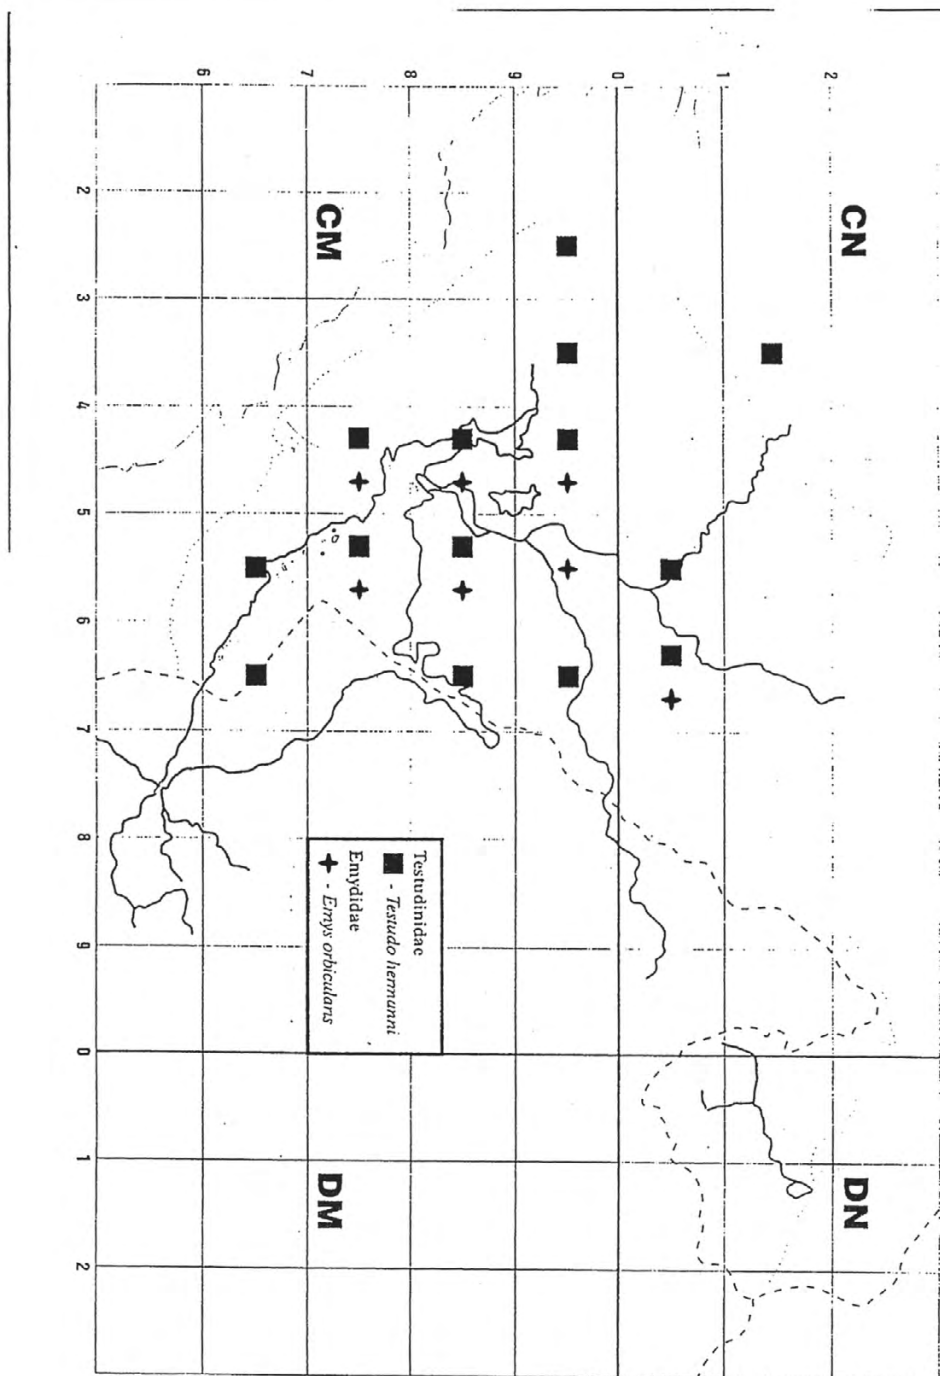 6 7 8 9 0 1 2
CM CN
2
3
4
5
6
7
8
9
0
1
2
DM DN
Testudinidae
■ - Testudo hermanni
Emydidae
✦ - Emys orbicularis